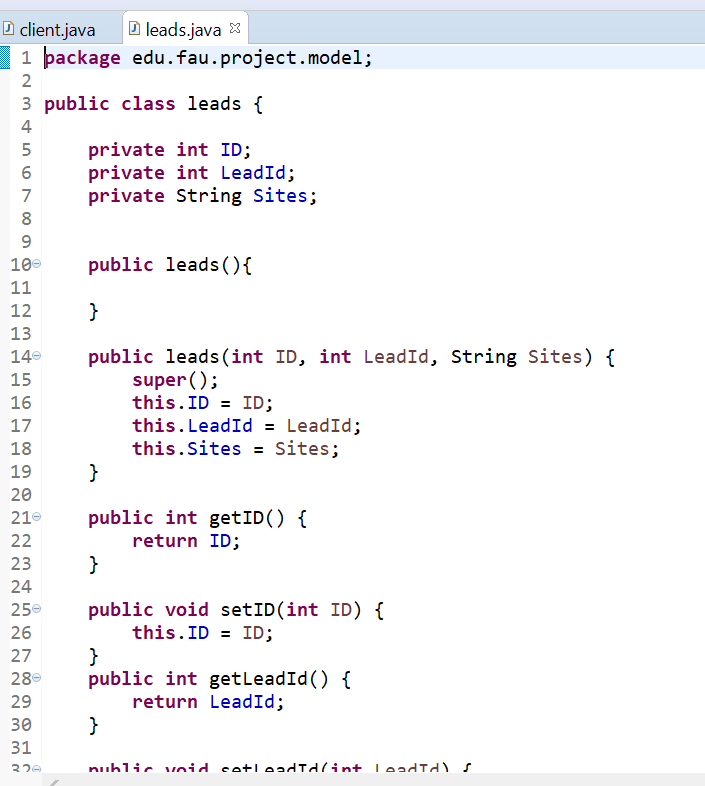 client.java leads.java
1 package edu.fau.project.model;
2
3 public class leads {
4
5     private int ID;
6     private int LeadId;
7     private String Sites;
8
9
10     public leads(){
11
12     }
13
14     public leads(int ID, int LeadId, String Sites) {
15         super();
16         this.ID = ID;
17         this.LeadId = LeadId;
18         this.Sites = Sites;
19     }
20
21     public int getID() {
22         return ID;
23     }
24
25     public void setID(int ID) {
26         this.ID = ID;
27     }
28     public int getLeadId() {
29         return LeadId;
30     }
31
32     public void setLeadId(int LeadId) {